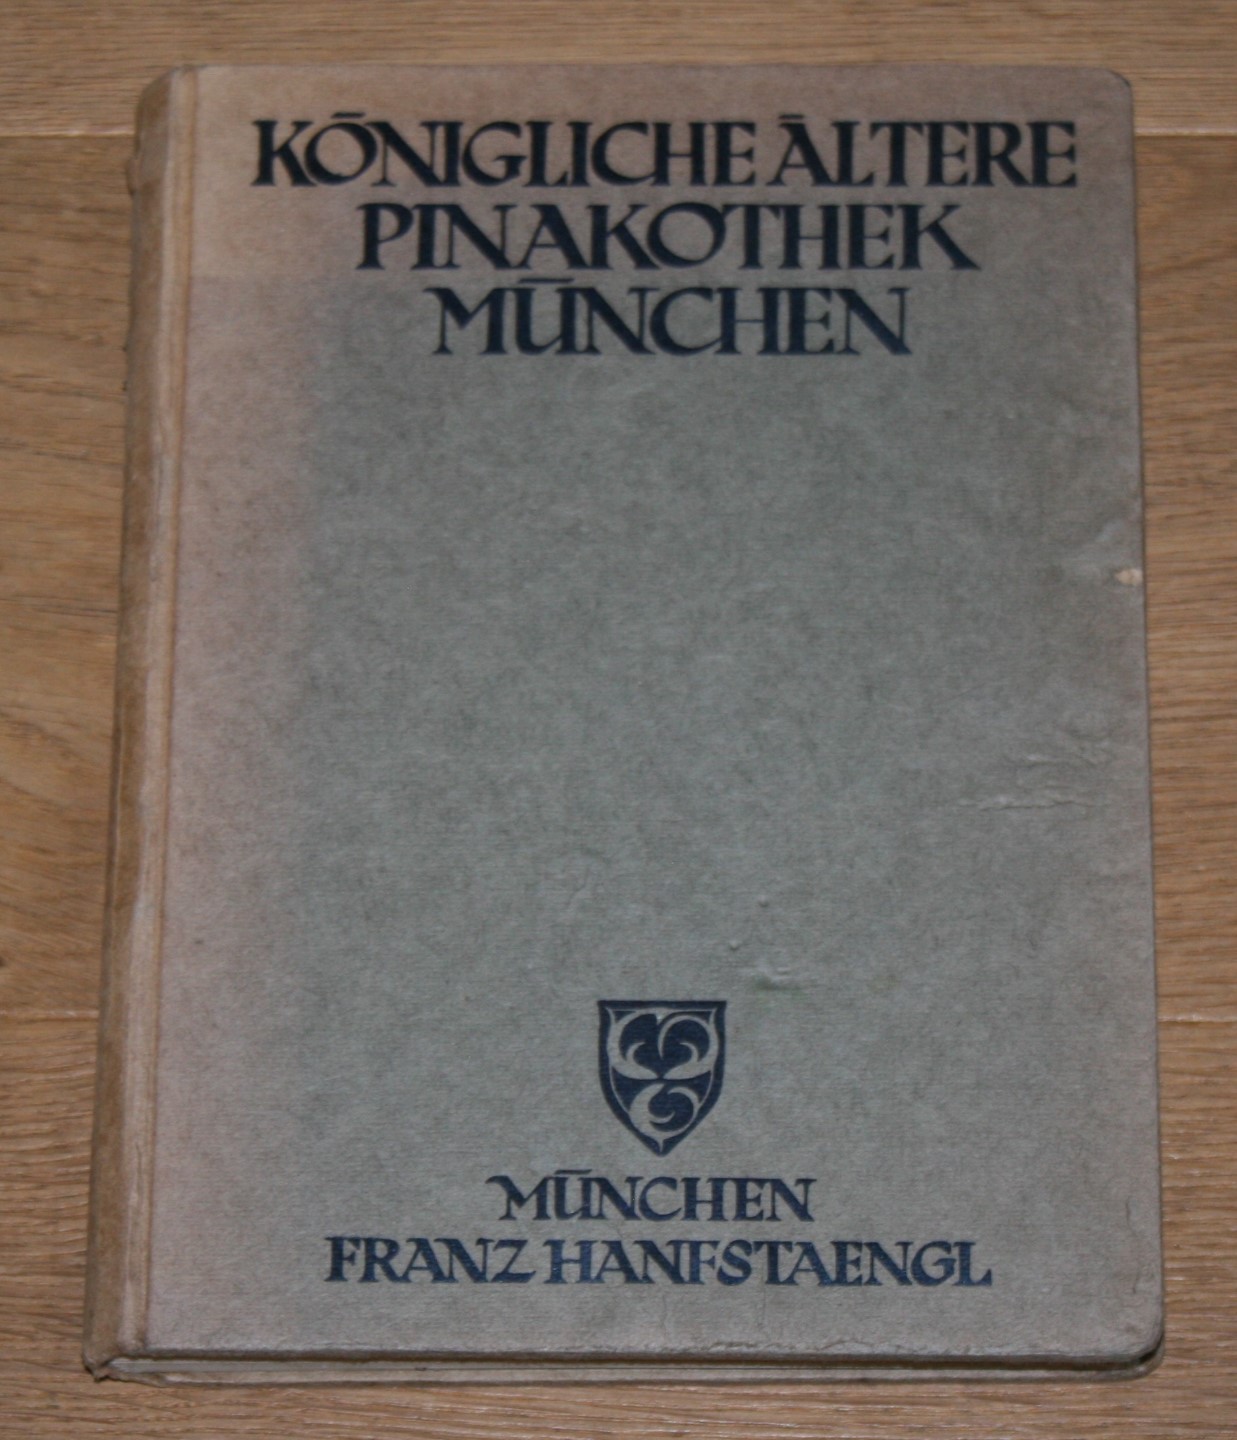 KÖNIGLICHE ÄLTERE
PINAKOTHEK
MÜNCHEN
MÜNCHEN
FRANZ HANFSTAENGL